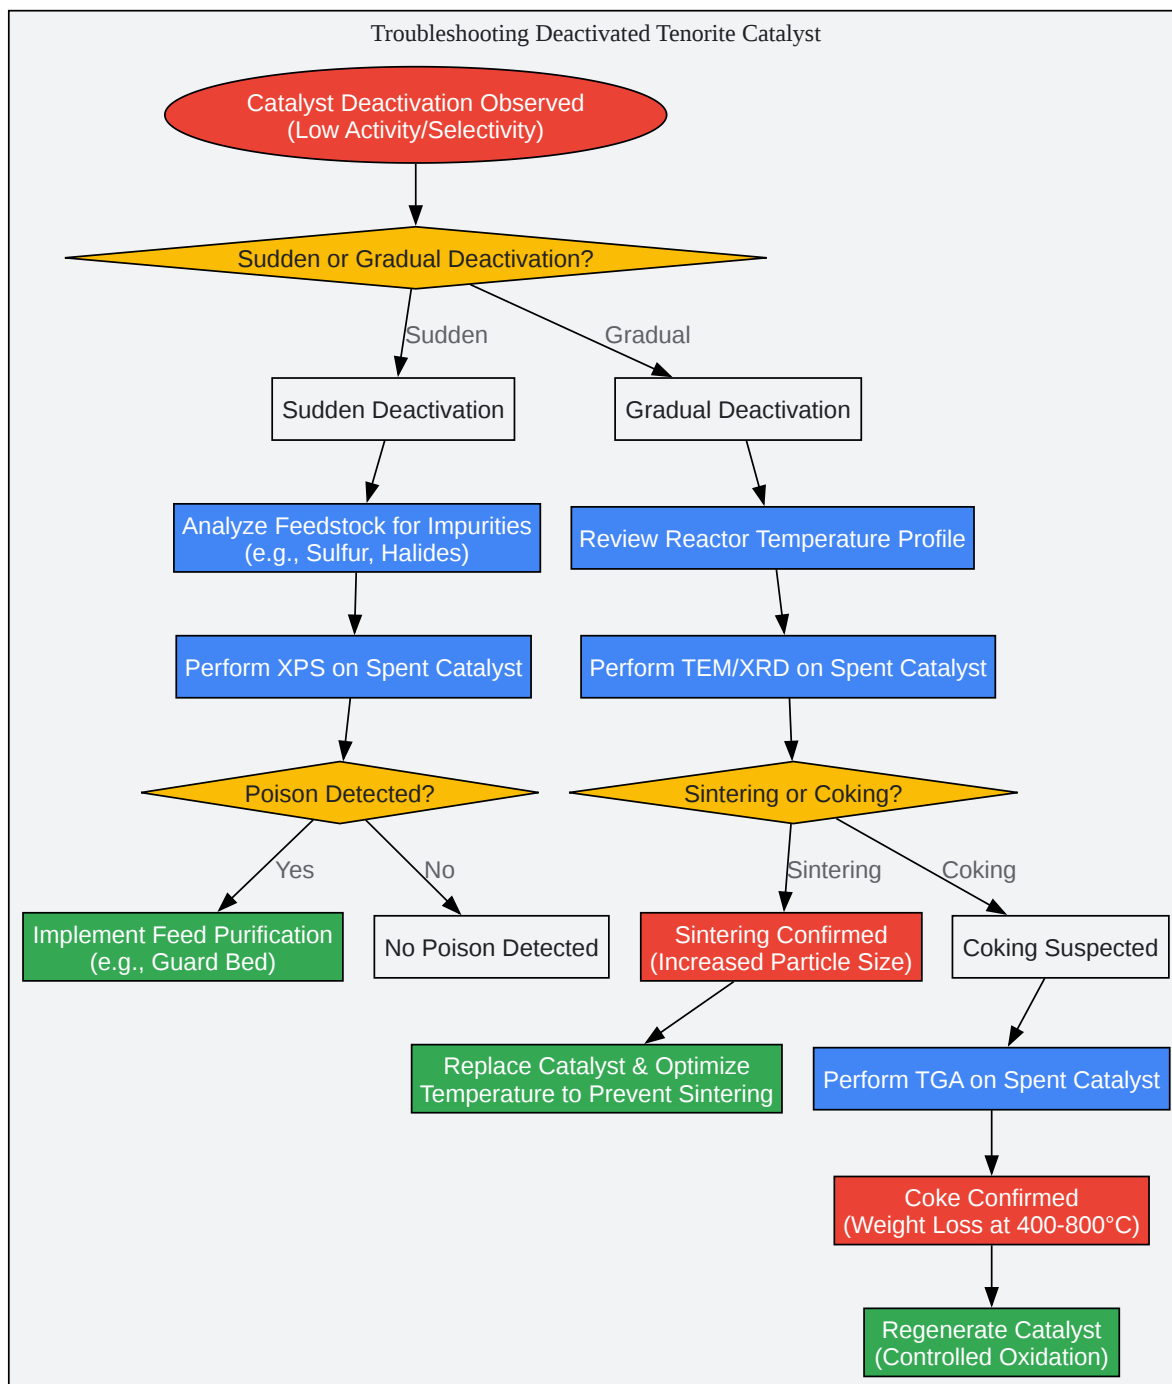 Troubleshooting Deactivated Tenorite Catalyst
Catalyst Deactivation Observed
(Low Activity/Selectivity)
Sudden or Gradual Deactivation?
Sudden
Gradual
Sudden Deactivation
Gradual Deactivation
Analyze Feedstock for Impurities
(e.g., Sulfur, Halides)
Review Reactor Temperature Profile
Perform XPS on Spent Catalyst
Perform TEM/XRD on Spent Catalyst
Poison Detected?
Sintering or Coking?
Yes
No
Sintering
Coking
Implement Feed Purification
(e.g., Guard Bed)
No Poison Detected
Sintering Confirmed
(Increased Particle Size)
Coking Suspected
Replace Catalyst & Optimize
Temperature to Prevent Sintering
Perform TGA on Spent Catalyst
Coke Confirmed
(Weight Loss at 400-800°C)
Regenerate Catalyst
(Controlled Oxidation)